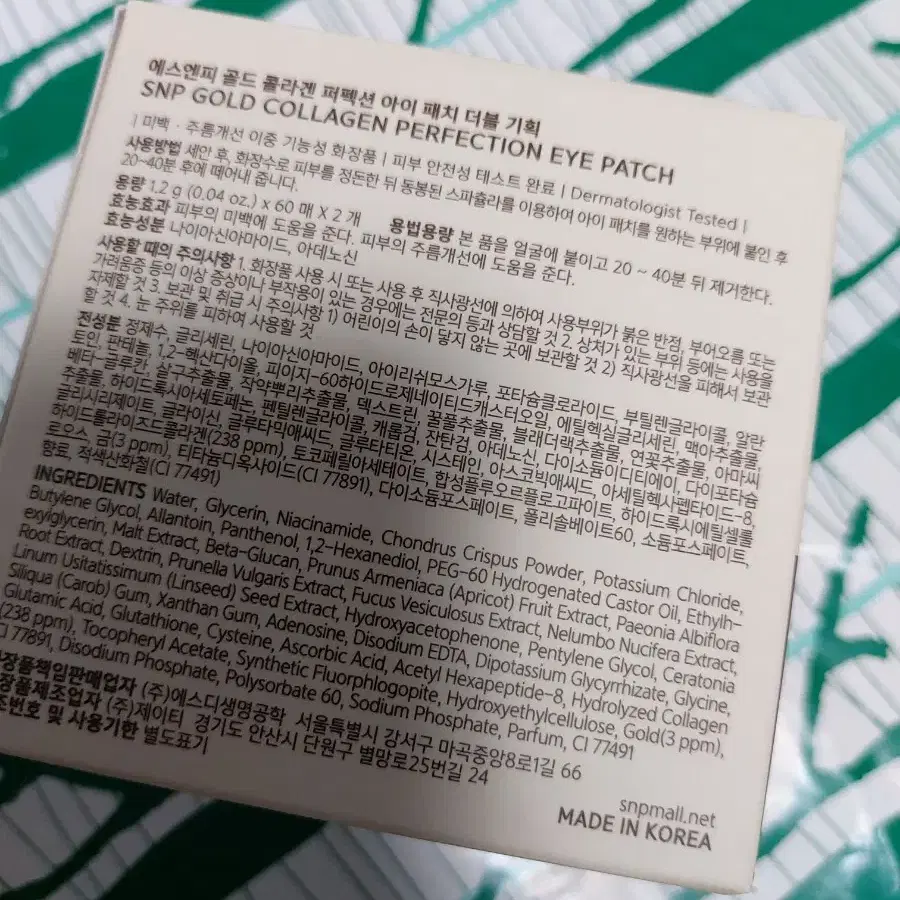 에스엔피 골드 콜라겐 퍼펙션 아이 패치 더블 기획
SNP GOLD COLLAGEN PERFECTION EYE PATCH
| 미백 · 주름개선 이중 기능성 화장품 | 피부 안전성 테스트 완료 | Dermatologist Tested |
사용방법 세안 후, 화장수로 피부를 정돈한 뒤 동봉된 스파츌라를 이용하여 아이 패치를 원하는 부위에 붙인 후
20~40분 후에 떼어내 줍니다.
용량 1.2 g (0.04 oz.) x 60 매 X 2 개 용법용량 본 품을 얼굴에 붙이고 20 ~ 40분 뒤 제거한다.
효능효과 피부의 미백에 도움을 준다. 피부의 주름개선에 도움을 준다.
효능성분 나이아신아마이드, 아데노신
사용할 때의 주의사항 1. 화장품 사용 시 또는 사용 후 직사광선에 의하여 사용부위가 붉은 반점, 부어오름 또는
가려움증 등의 이상 증상이나 부작용이 있는 경우에는 전문의 등과 상담할 것 2. 상처가 있는 부위 등에는 사용을
자제할 것 3. 보관 및 취급 시 주의사항 1) 어린이의 손이 닿지 않는 곳에 보관할 것 2) 직사광선을 피해서 보관
할 것 4. 눈 주위를 피하여 사용할 것
전성분 정제수, 글리세린, 나이아신아마이드, 아이리쉬모스가루, 포타슘클로라이드, 부틸렌글라이콜, 알란
토인, 판테놀, 1,2-헥산다이올, 피이지-60하이드로제네이티드캐스터오일, 에틸헥실글리세린, 맥아추출물,
베타-글루칸, 살구추출물, 작약뿌리추출물, 덱스트린, 꿀풀추출물, 블래더랙추출물, 연꽃추출물, 아마씨
추출물, 하이드록시아세토페논, 펜틸렌글라이콜, 캐롭검, 잔탄검, 아데노신, 다이소듐이디티에이, 다이포타슘
글리시리제이트, 글라이신, 글루타믹애씨드, 글루타티온, 시스테인, 아스코빅애씨드, 아세틸헥사펩타이드-8,
하이드롤라이즈드콜라겐(238 ppm), 토코페릴아세테이트, 합성플루오르플로고파이트, 하이드록시에틸셀룰
로오스, 금(3 ppm), 티타늄디옥사이드(CI 77891), 다이소듐포스페이트, 폴리솔베이트60, 소듐포스페이트,
향료, 적색산화철(CI 77491)
INGREDIENTS Water, Glycerin, Niacinamide, Chondrus Crispus Powder, Potassium Chloride,
Butylene Glycol, Allantoin, Panthenol, 1,2-Hexanediol, PEG-60 Hydrogenated Castor Oil, Ethylh-
exylglycerin, Malt Extract, Beta-Glucan, Prunus Armeniaca (Apricot) Fruit Extract, Paeonia Albiflora
Root Extract, Dextrin, Prunella Vulgaris Extract, Fucus Vesiculosus Extract, Nelumbo Nucifera Extract,
Linum Usitatissimum (Linseed) Seed Extract, Hydroxyacetophenone, Pentylene Glycol, Ceratonia
Siliqua (Carob) Gum, Xanthan Gum, Adenosine, Disodium EDTA, Dipotassium Glycyrrhizate, Glycine,
Glutamic Acid, Glutathione, Cysteine, Ascorbic Acid, Acetyl Hexapeptide-8, Hydrolyzed Collagen
(238 ppm), Tocopheryl Acetate, Synthetic Fluorphlogopite, Hydroxyethylcellulose, Gold(3 ppm),
CI 77891, Disodium Phosphate, Polysorbate 60, Sodium Phosphate, Parfum, CI 77491
장품책임판매업자 (주)에스디생명공학 서울특별시 강서구 마곡중앙8로1길 66
장품제조업자 (주)제이티 경기도 안산시 단원구 별망로25번길 24
조번호 및 사용기한 별도표기
snpmall.net
MADE IN KOREA